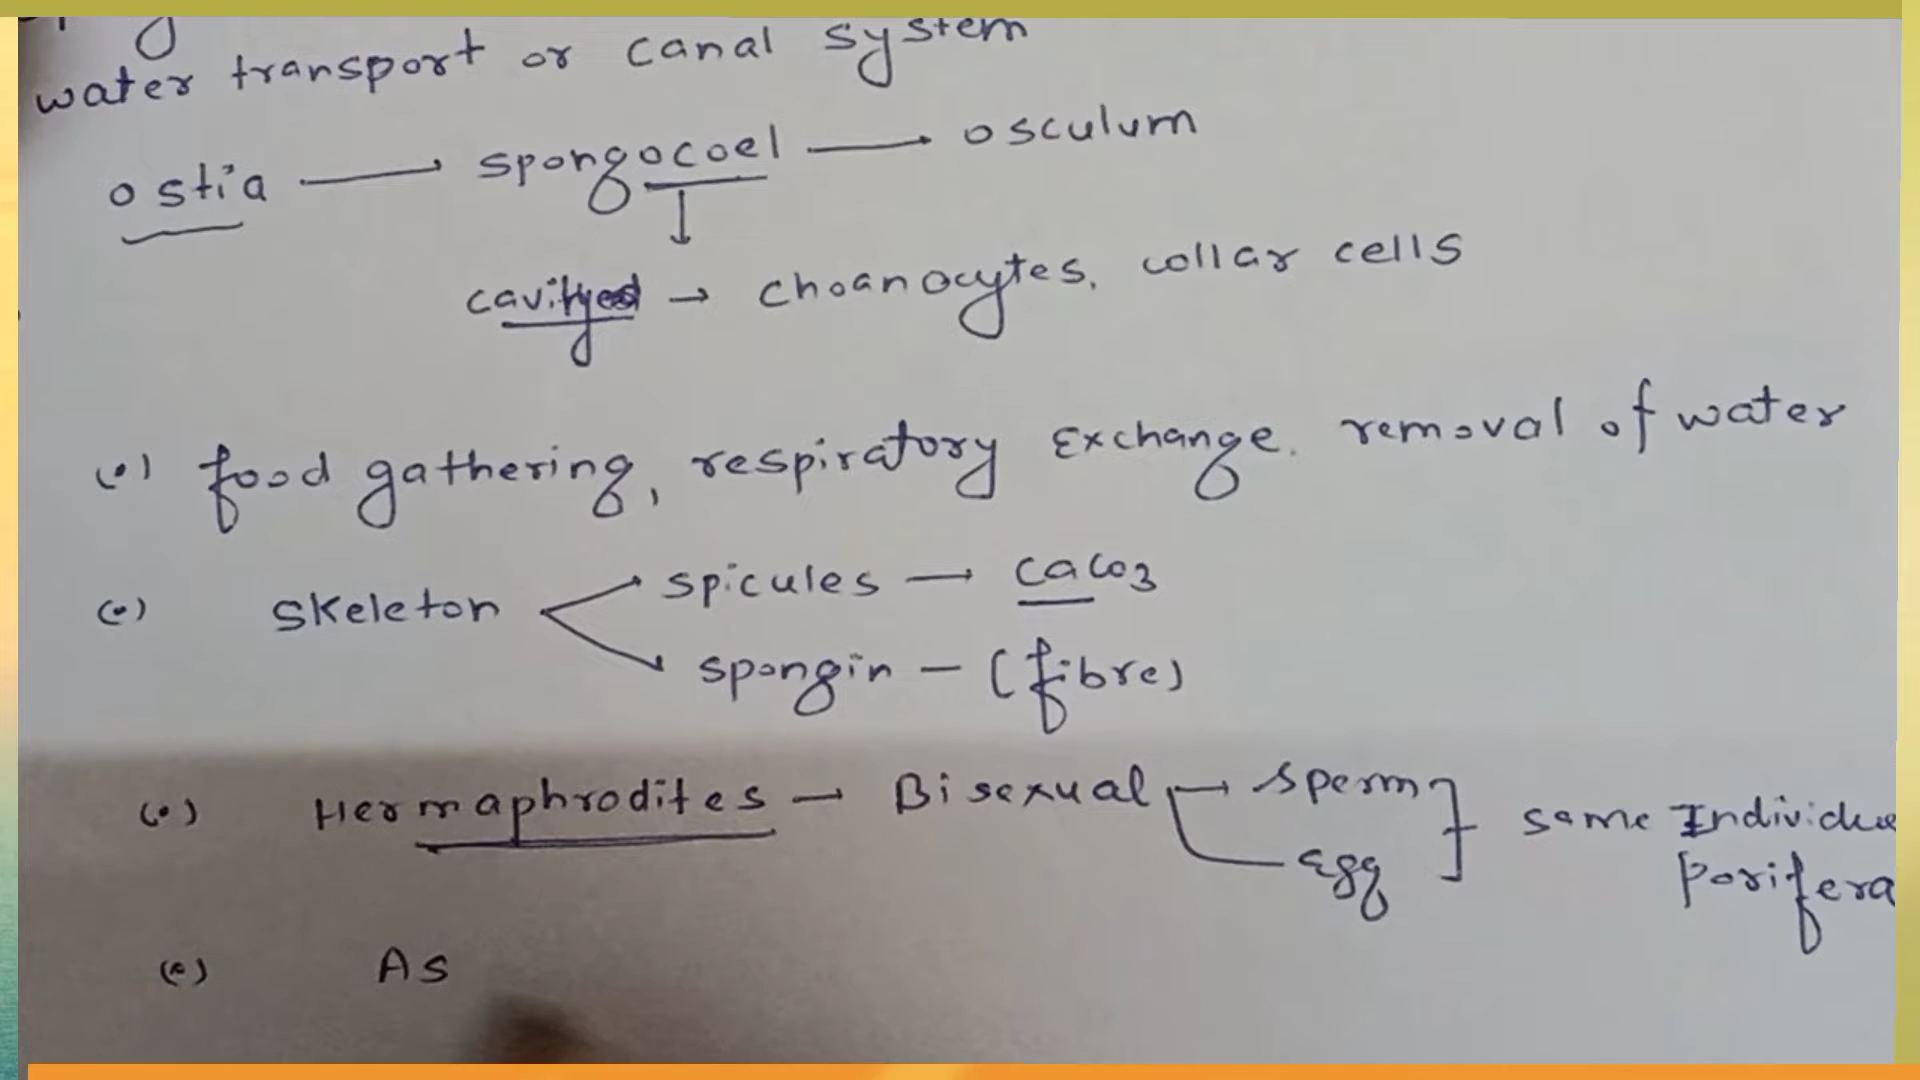 water transport or canal system
ostia → spongocoel → osculum
↓
cavity → choanocytes, collar cells
(•) food gathering, respiratory Exchange. removal of water
(•) Skeleton → spicules → CaCO3
→ spongin – (fibre)
(•) Hermaphrodites → Bisexual → sperm
Egg
same Individu
porifera
(•) As